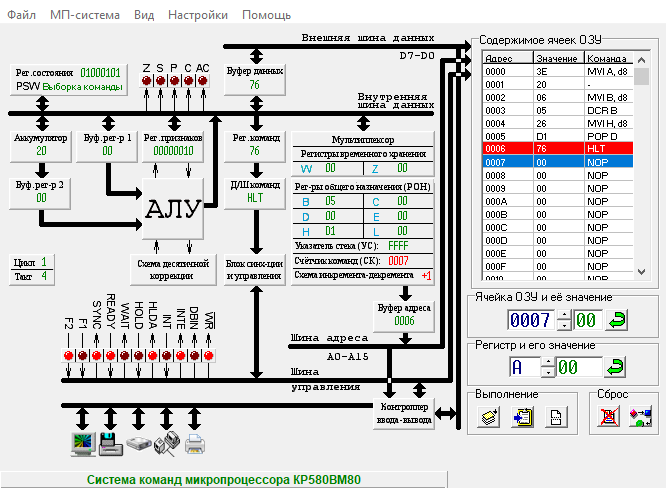 Файл МП-система Вид Настройки Помощь
Внешняя шина данных
D7-D0
Z S P C AC
Рег.состояния 01000101
PSW Выборка команды
Буфер данных
76
Внутренняя
шина данных
Аккумулятор
20
Буф.рег-р 1
00
Рег.признаков
00000010
Рег.команд
76
Мультиплексор
Регистры временного хранения
W 00 Z 00
Буф.рег-р 2
00
АЛУ
Д/Ш команд
HLT
Рег-ры общего назначения (РОН)
B 05 C 00
D 00 E 00
H D1 L 00
Указатель стека (УС): FFFF
Счётчик команд (СК): 0007
Схема инкремента-декремента +1
Цикл 1
Такт 4
Схема десятичной
коррекции
Блок синх-ции
и управления
Буфер адреса
0006
F2 F1 SYNC READY WAIT HOLD HLDA INT INTE DBIN WR
Шина адреса
A0-A15
Шина
управления
Контроллер
ввода-вывода
Система команд микропроцессора КР580ВМ80
Содержимое ячеек ОЗУ
Адрес Значение Команда
0000 3E MVI A, d8
0001 20 -
0002 06 MVI B, d8
0003 05 DCR B
0004 26 MVI H, d8
0005 D1 POP D
0006 76 HLT
0007 00 NOP
0008 00 NOP
0009 00 NOP
000A 00 NOP
000B 00 NOP
000C 00 NOP
000D 00 NOP
000E 00 NOP
000F 00 NOP
0010 00 NOP
Ячейка ОЗУ и её значение
0007 00
Регистр и его значение
A 00
Выполнение
Сброс